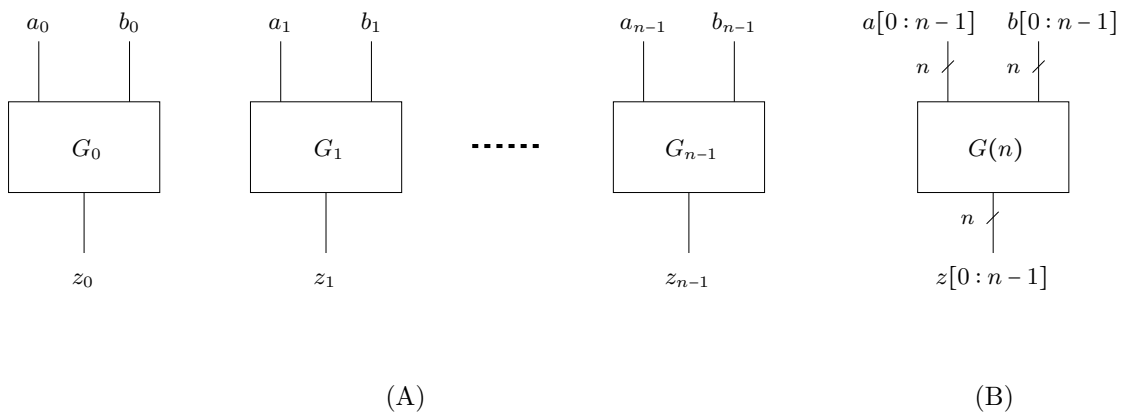 a₀ b₀ a₁ b₁ aₙ₋₁ bₙ₋₁ a[0 : n − 1] b[0 : n − 1]
n n
G₀ G₁ ...... Gₙ₋₁ G(n)
n
z₀ z₁ zₙ₋₁ z[0 : n − 1]
(A) (B)